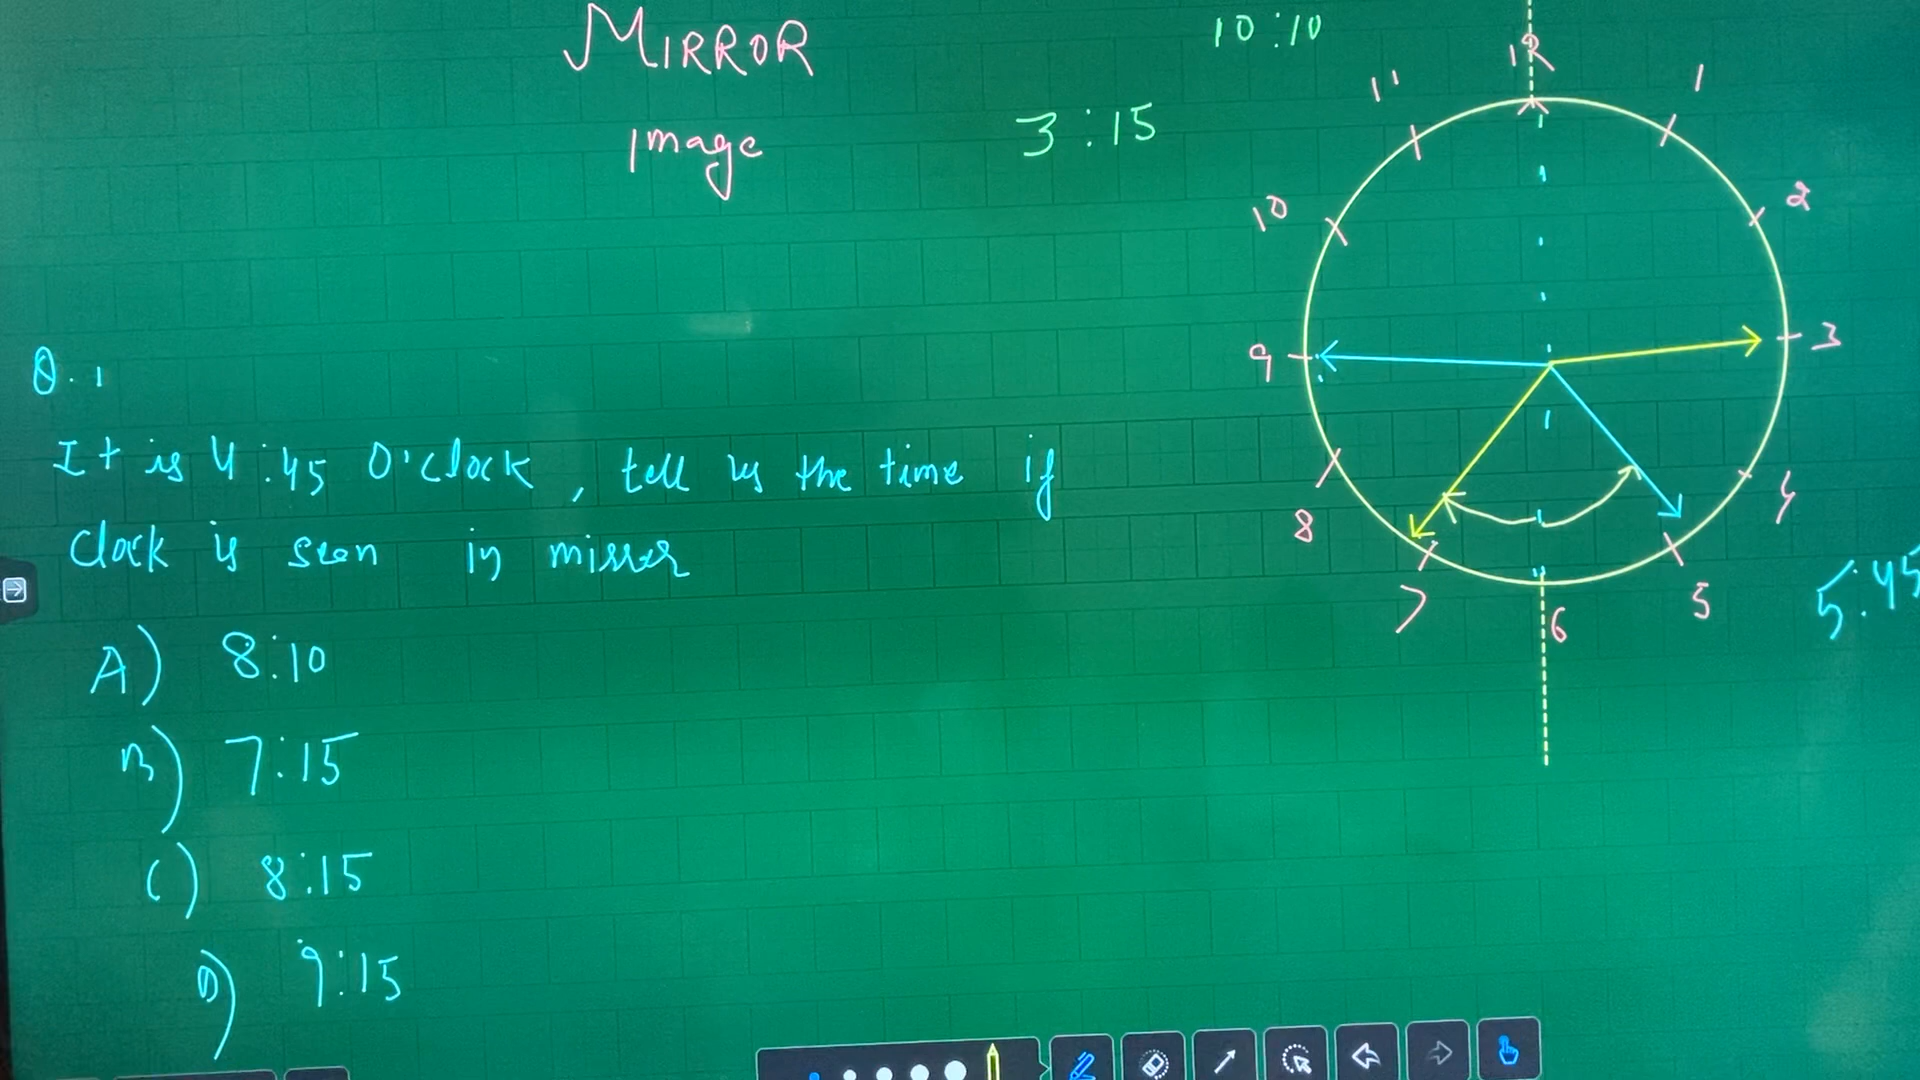 MIRROR
image
10:10
3:15
12
1
2
3
4
5
6
7
8
9
10
11
5:45
Q.1
It is 4:45 O'clock, tell us the time if
clock is seen in mirror
A) 8:10
B) 7:15
C) 8:15
D) 9:15